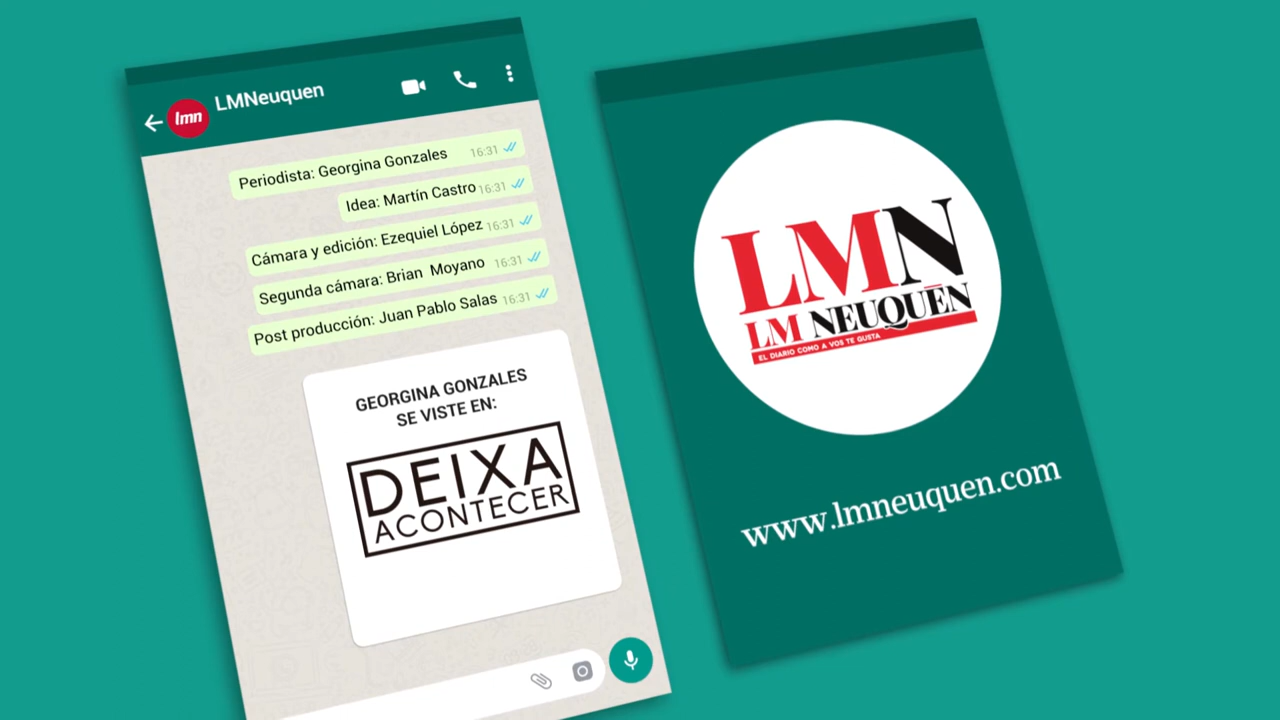 LMNeuquen
lmn
Periodista: Georgina Gonzales 16:31
Idea: Martín Castro 16:31
Cámara y edición: Ezequiel López 16:31
Segunda cámara: Brian Moyano 16:31
Post producción: Juan Pablo Salas 16:31
GEORGINA GONZALES
SE VISTE EN:
DEIXA
ACONTECER
LMN
LM NEUQUĒN
EL DIARIO COMO A VOS TE GUSTA
www.lmneuquen.com